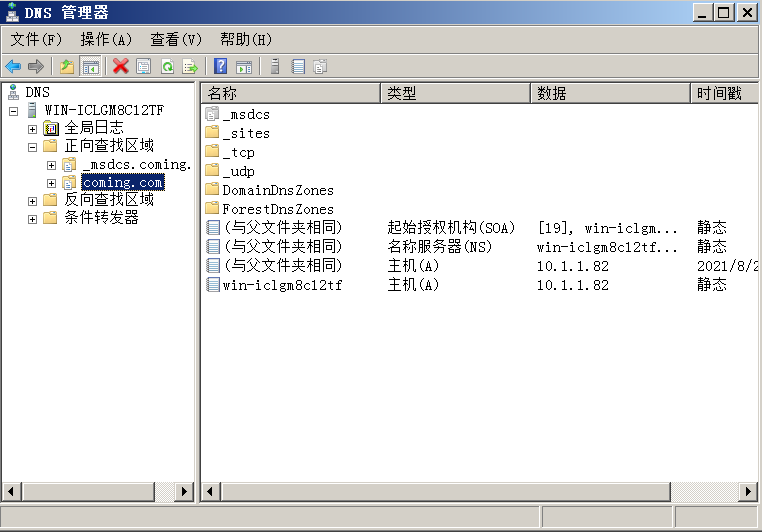 DNS 管理器
文件(F) 操作(A) 查看(V) 帮助(H)
DNS
WIN-ICLGM8C12TF
全局日志
正向查找区域
_msdcs.coming.
coming.com
反向查找区域
条件转发器
名称 类型 数据 时间戳
_msdcs
_sites
_tcp
_udp
DomainDnsZones
ForestDnsZones
(与父文件夹相同) 起始授权机构(SOA) [19], win-iclgm... 静态
(与父文件夹相同) 名称服务器(NS) win-iclgm8c12tf... 静态
(与父文件夹相同) 主机(A) 10.1.1.82 2021/8/2
win-iclgm8c12tf 主机(A) 10.1.1.82 静态